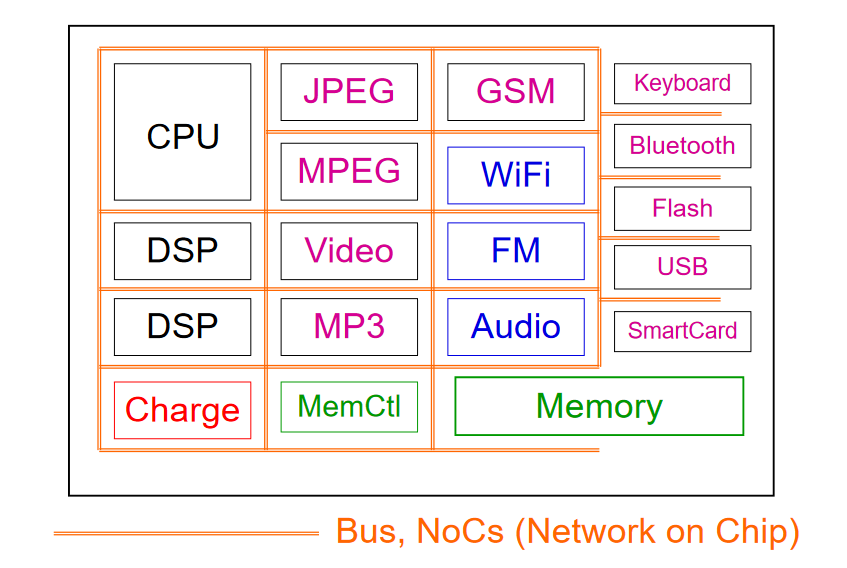 CPU
JPEG
GSM
Keyboard
MPEG
WiFi
Bluetooth
DSP
Video
FM
Flash
USB
DSP
MP3
Audio
SmartCard
Charge
MemCtl
Memory
Bus, NoCs (Network on Chip)